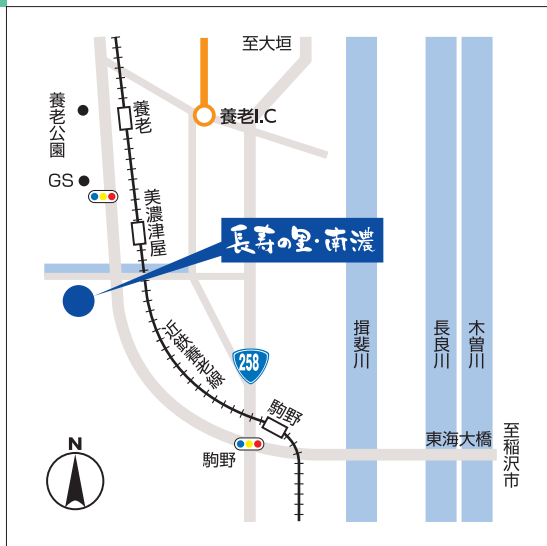 至大垣
養老公園
養老
養老I.C
GS
美濃津屋
長寿の里・南濃
近鉄養老線
258
揖斐川
長良川
木曽川
駒野
駒野
東海大橋
至稲沢市
N